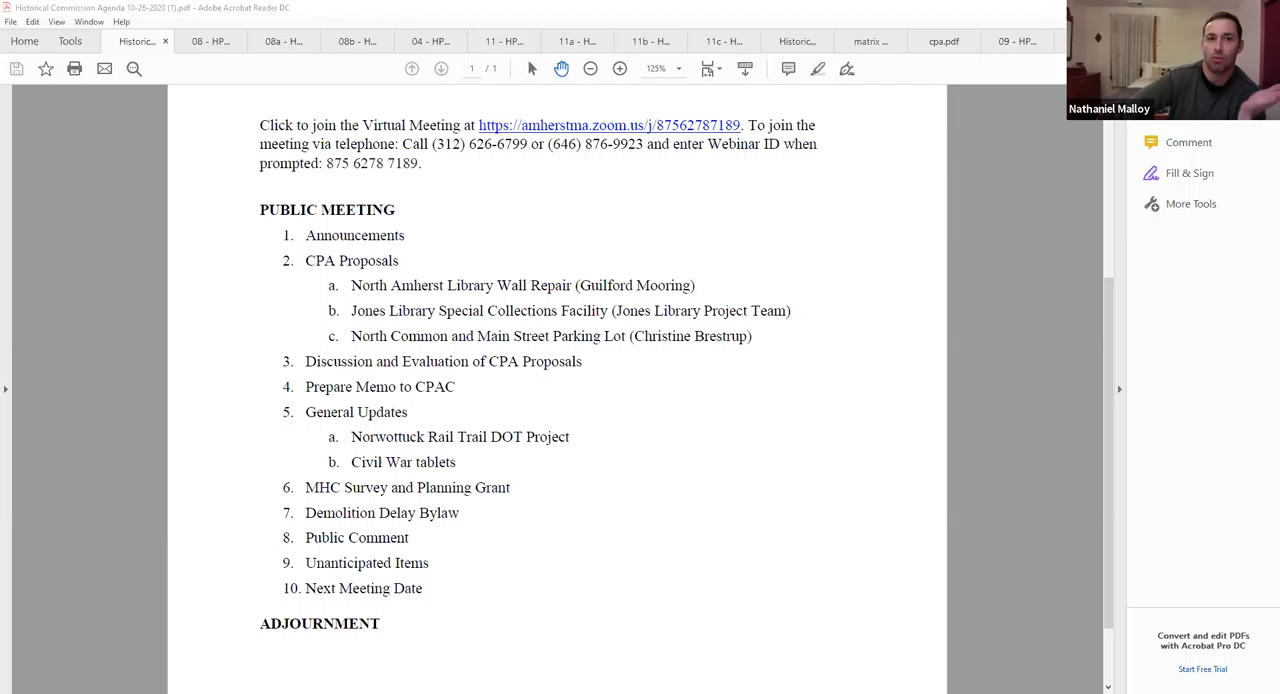 Historical Commission Agenda 10-25-2020 (1).pdf - Adobe Acrobat Reader DC
File Edit View Window Help
Home Tools Historic... × 08 - HP... 08a - H... 08b - H... 04 - HP... 11 - HP... 11a - H... 11b - H... 11c - H... Historic... matrix ... cpa.pdf 09 - HP...
1 / 1 125%
Nathaniel Malloy
Click to join the Virtual Meeting at https://amherstma.zoom.us/j/87562787189. To join the
meeting via telephone: Call (312) 626-6799 or (646) 876-9923 and enter Webinar ID when
prompted: 875 6278 7189.
PUBLIC MEETING
1. Announcements
2. CPA Proposals
a. North Amherst Library Wall Repair (Guilford Mooring)
b. Jones Library Special Collections Facility (Jones Library Project Team)
c. North Common and Main Street Parking Lot (Christine Brestrup)
3. Discussion and Evaluation of CPA Proposals
4. Prepare Memo to CPAC
5. General Updates
a. Norwottuck Rail Trail DOT Project
b. Civil War tablets
6. MHC Survey and Planning Grant
7. Demolition Delay Bylaw
8. Public Comment
9. Unanticipated Items
10. Next Meeting Date
ADJOURNMENT
Comment
Fill & Sign
More Tools
Convert and edit PDFs
with Acrobat Pro DC
Start Free Trial